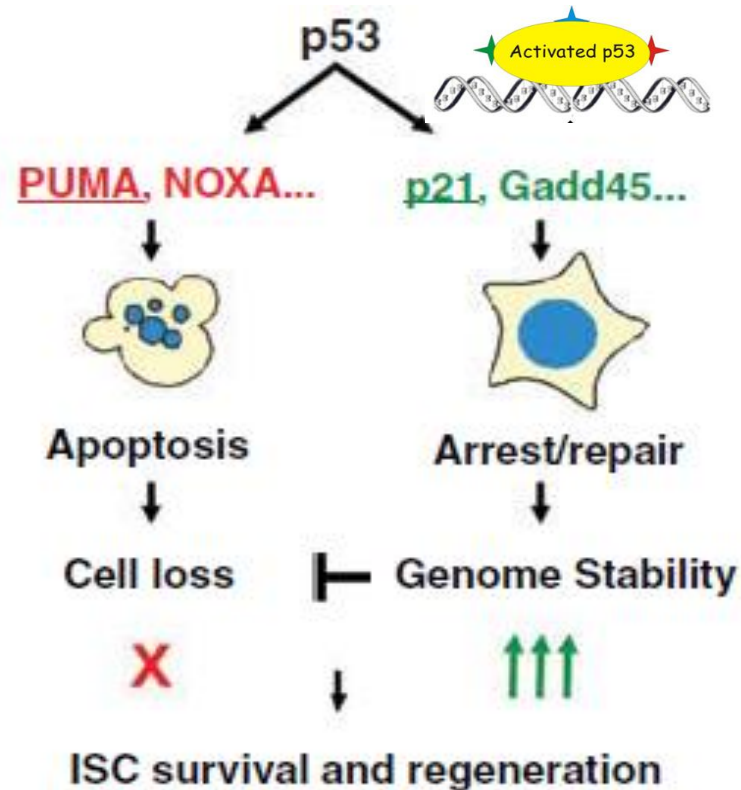 p53
Activated p53
PUMA, NOXA...
p21, Gadd45...
Apoptosis
Arrest/repair
Cell loss
Genome Stability
X
ISC survival and regeneration